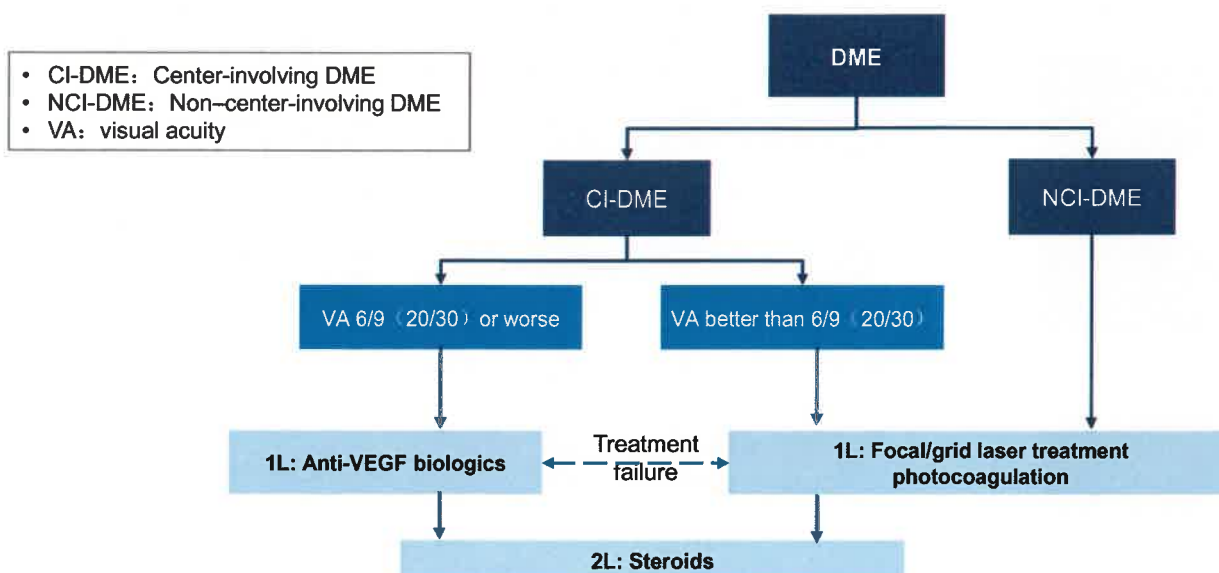 • CI-DME：Center-involving DME
• NCI-DME：Non–center-involving DME
• VA：visual acuity
DME
CI-DME
NCI-DME
VA 6/9（20/30）or worse
VA better than 6/9（20/30）
1L: Anti-VEGF biologics
Treatment
failure
1L: Focal/grid laser treatment
photocoagulation
2L: Steroids